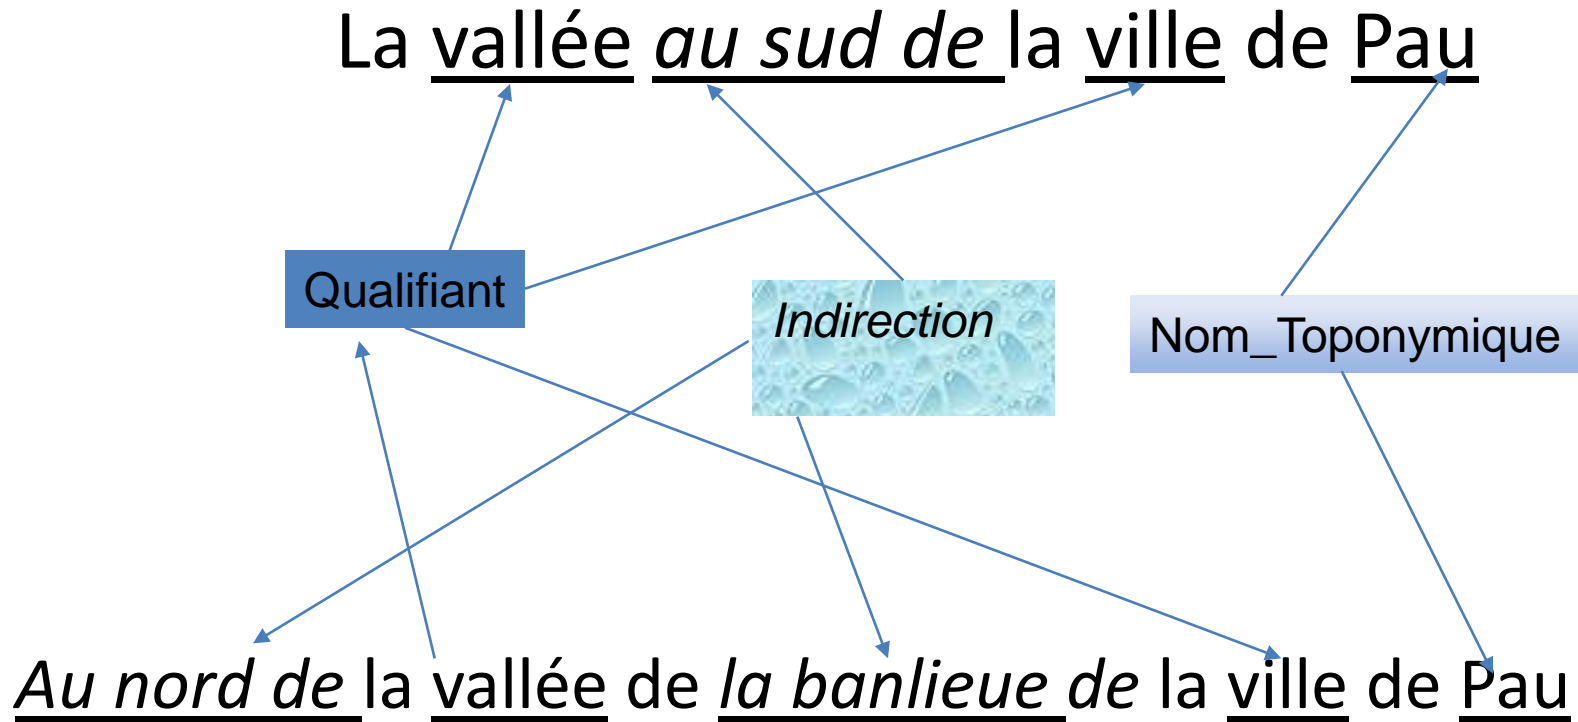 La vallée au sud de la ville de Pau
Qualifiant
Indirection
Nom_Toponymique
Au nord de la vallée de la banlieue de la ville de Pau